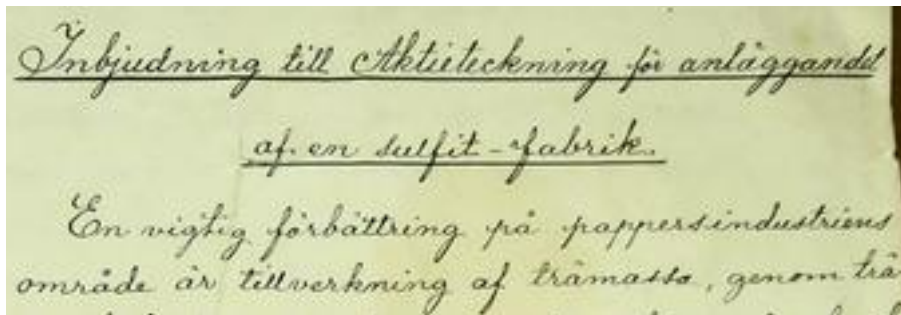 Inbjudning till Aktieteckning för anläggandet
af en sulfit-fabrik.
En vigtig förbättring på pappersindustriens
område är tillverkning af trämassa, genom trä